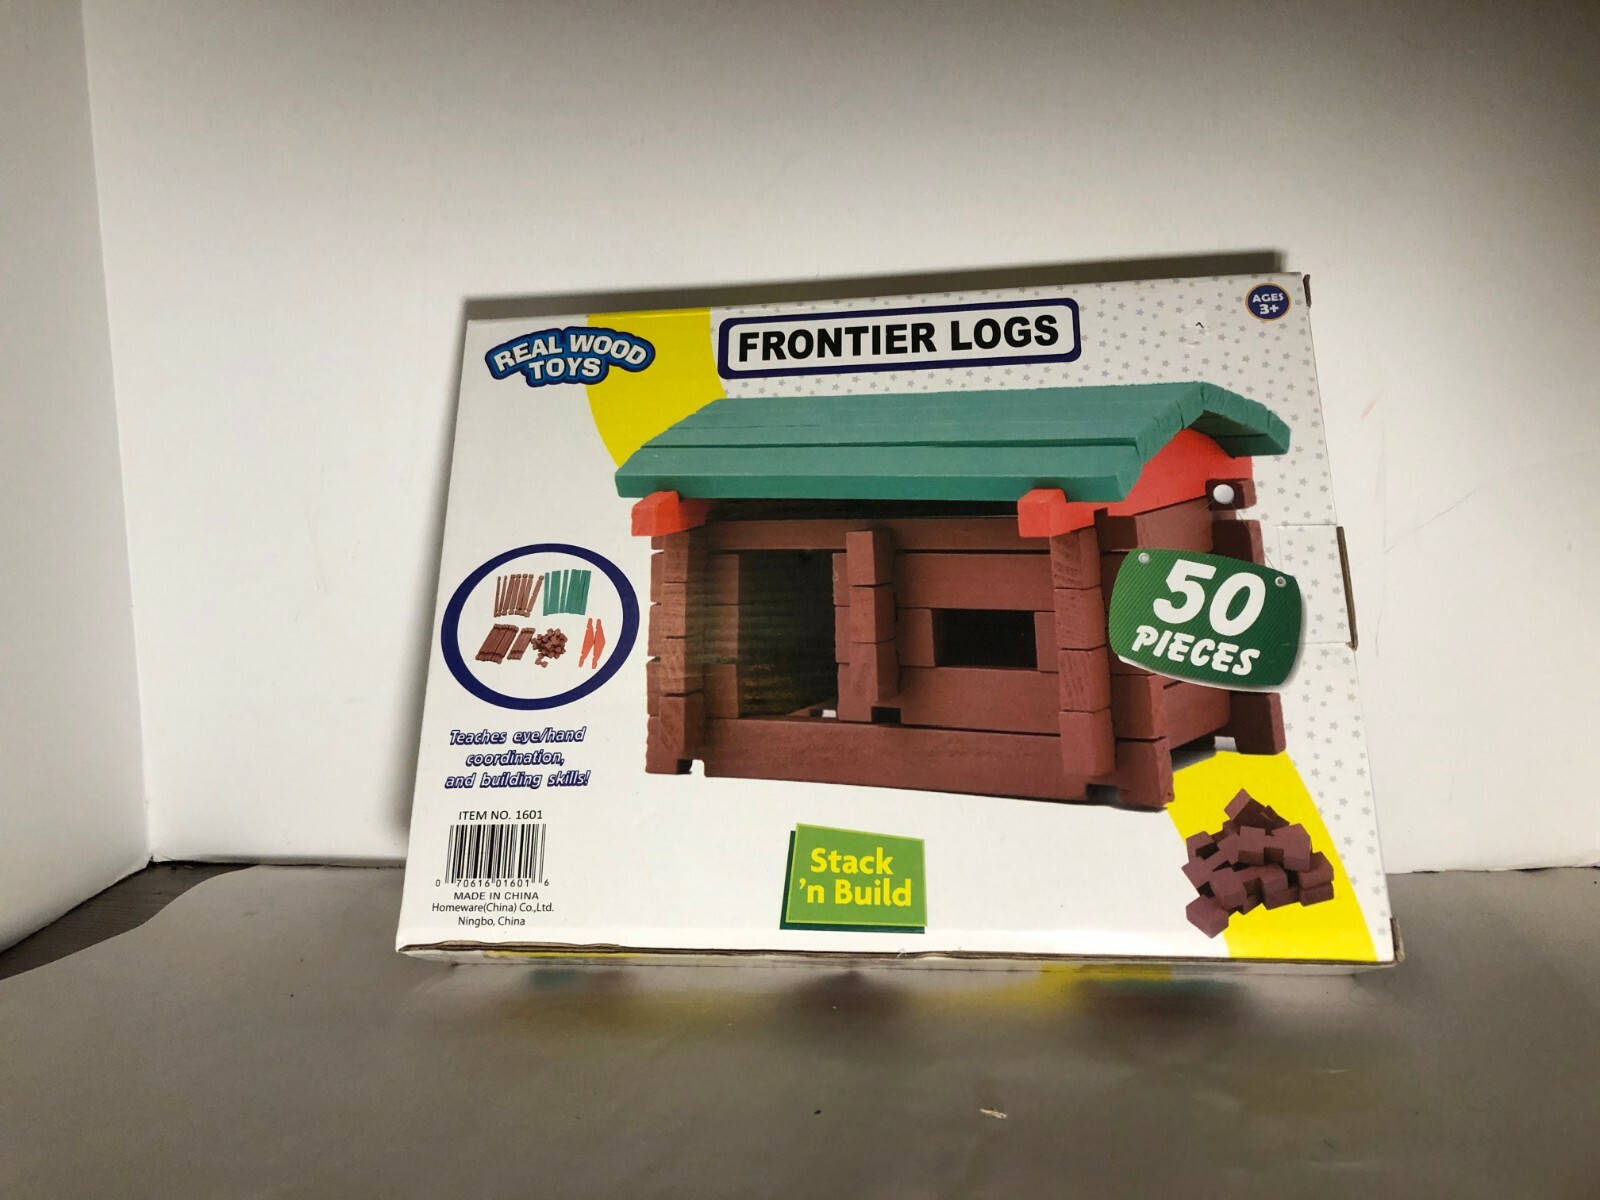 REAL WOOD
TOYS
FRONTIER LOGS
AGES
3+
50
PIECES
Teaches eye/hand
coordination,
and building skills!
ITEM NO. 1601
0 70616 01601 6
MADE IN CHINA
Homeware(China) Co.,Ltd.
Ningbo, China
Stack
'n Build